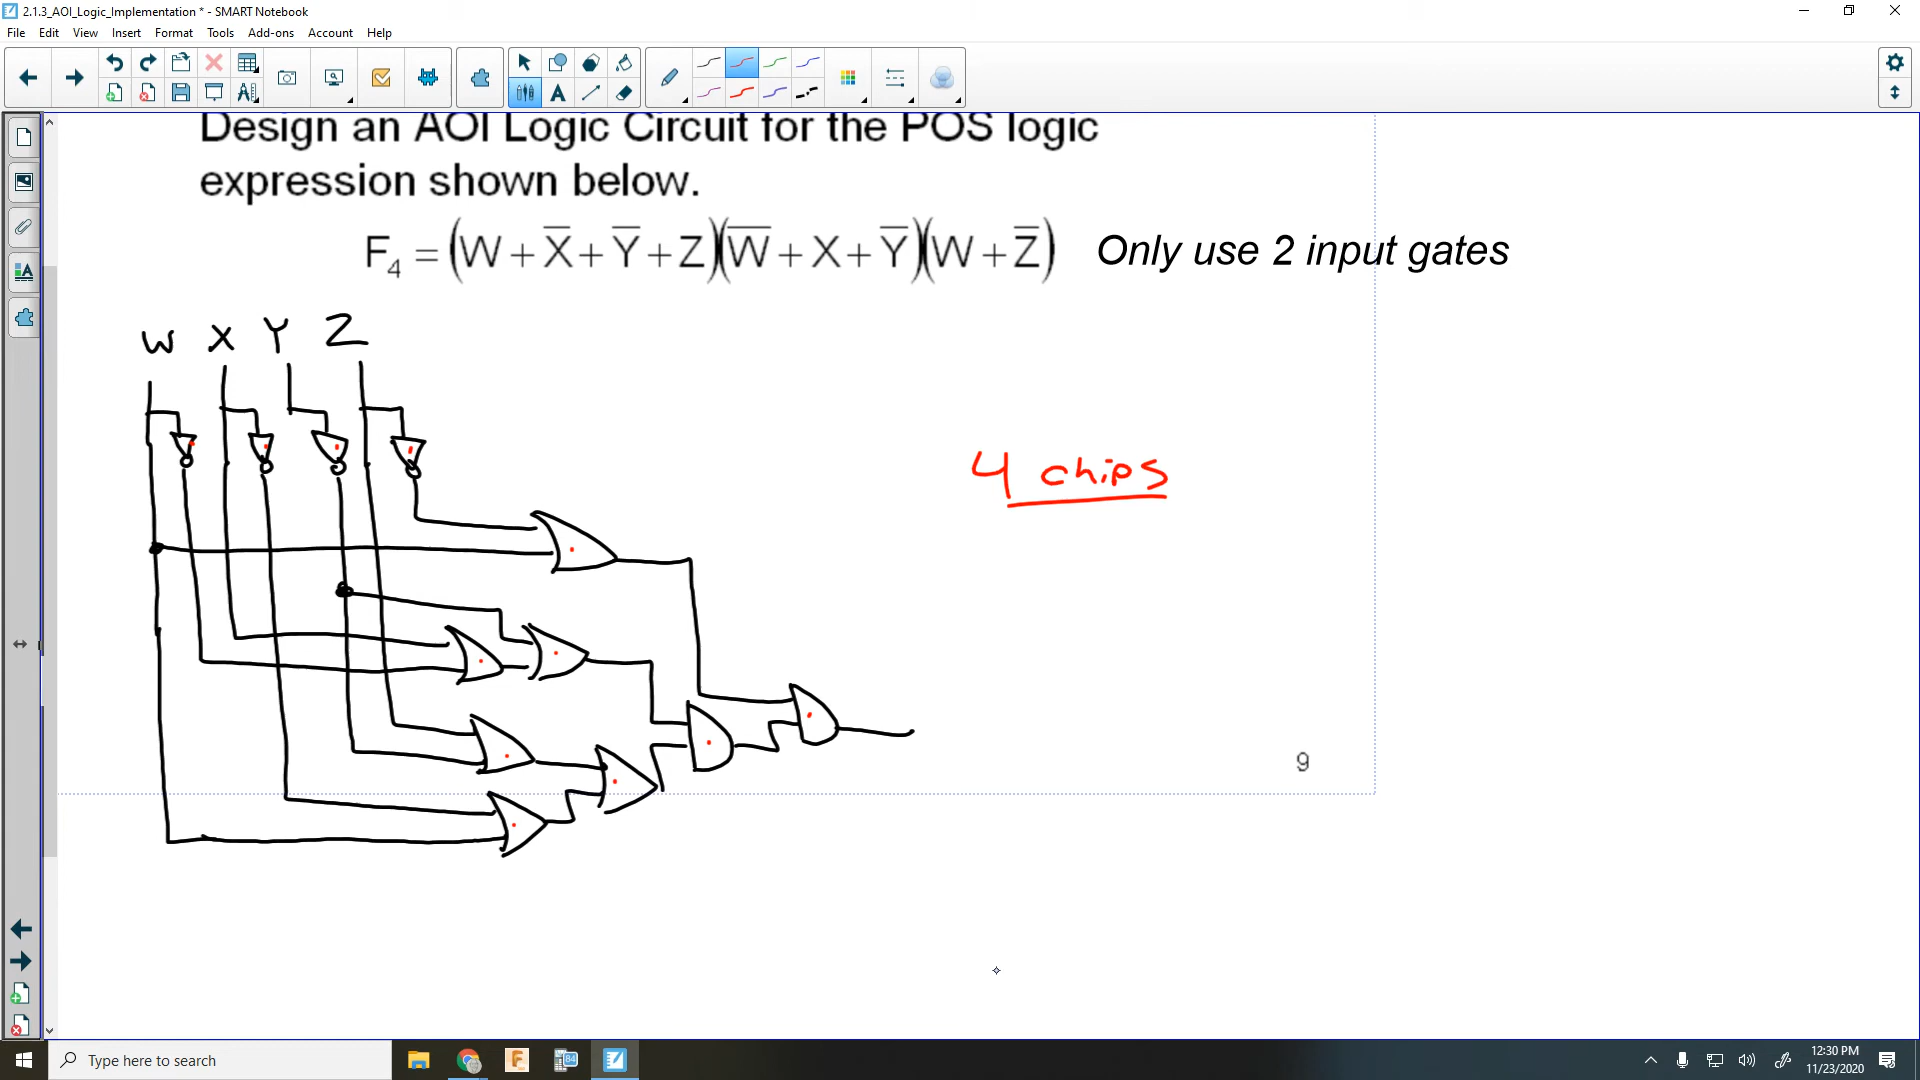 2.1.3_AOI_Logic_Implementation * - SMART Notebook
File Edit View Insert Format Tools Add-ons Account Help
Design an AOI Logic Circuit for the POS logic
expression shown below.
F₄ = (W + X̅ + Y̅ + Z)(W̅ + X + Y̅)(W + Z̅) Only use 2 input gates
W X Y Z
4 chips
9
Type here to search
84
12:30 PM
11/23/2020